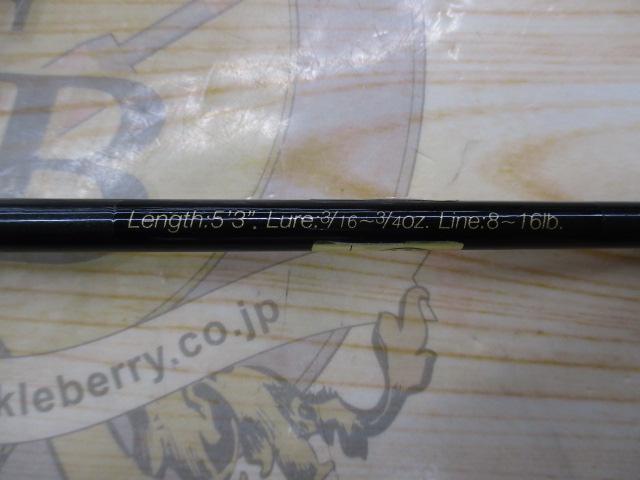 B
Length:5'3". Lure:3/16~3/4oz. Line:8~16lb.
kleberry.co.jp